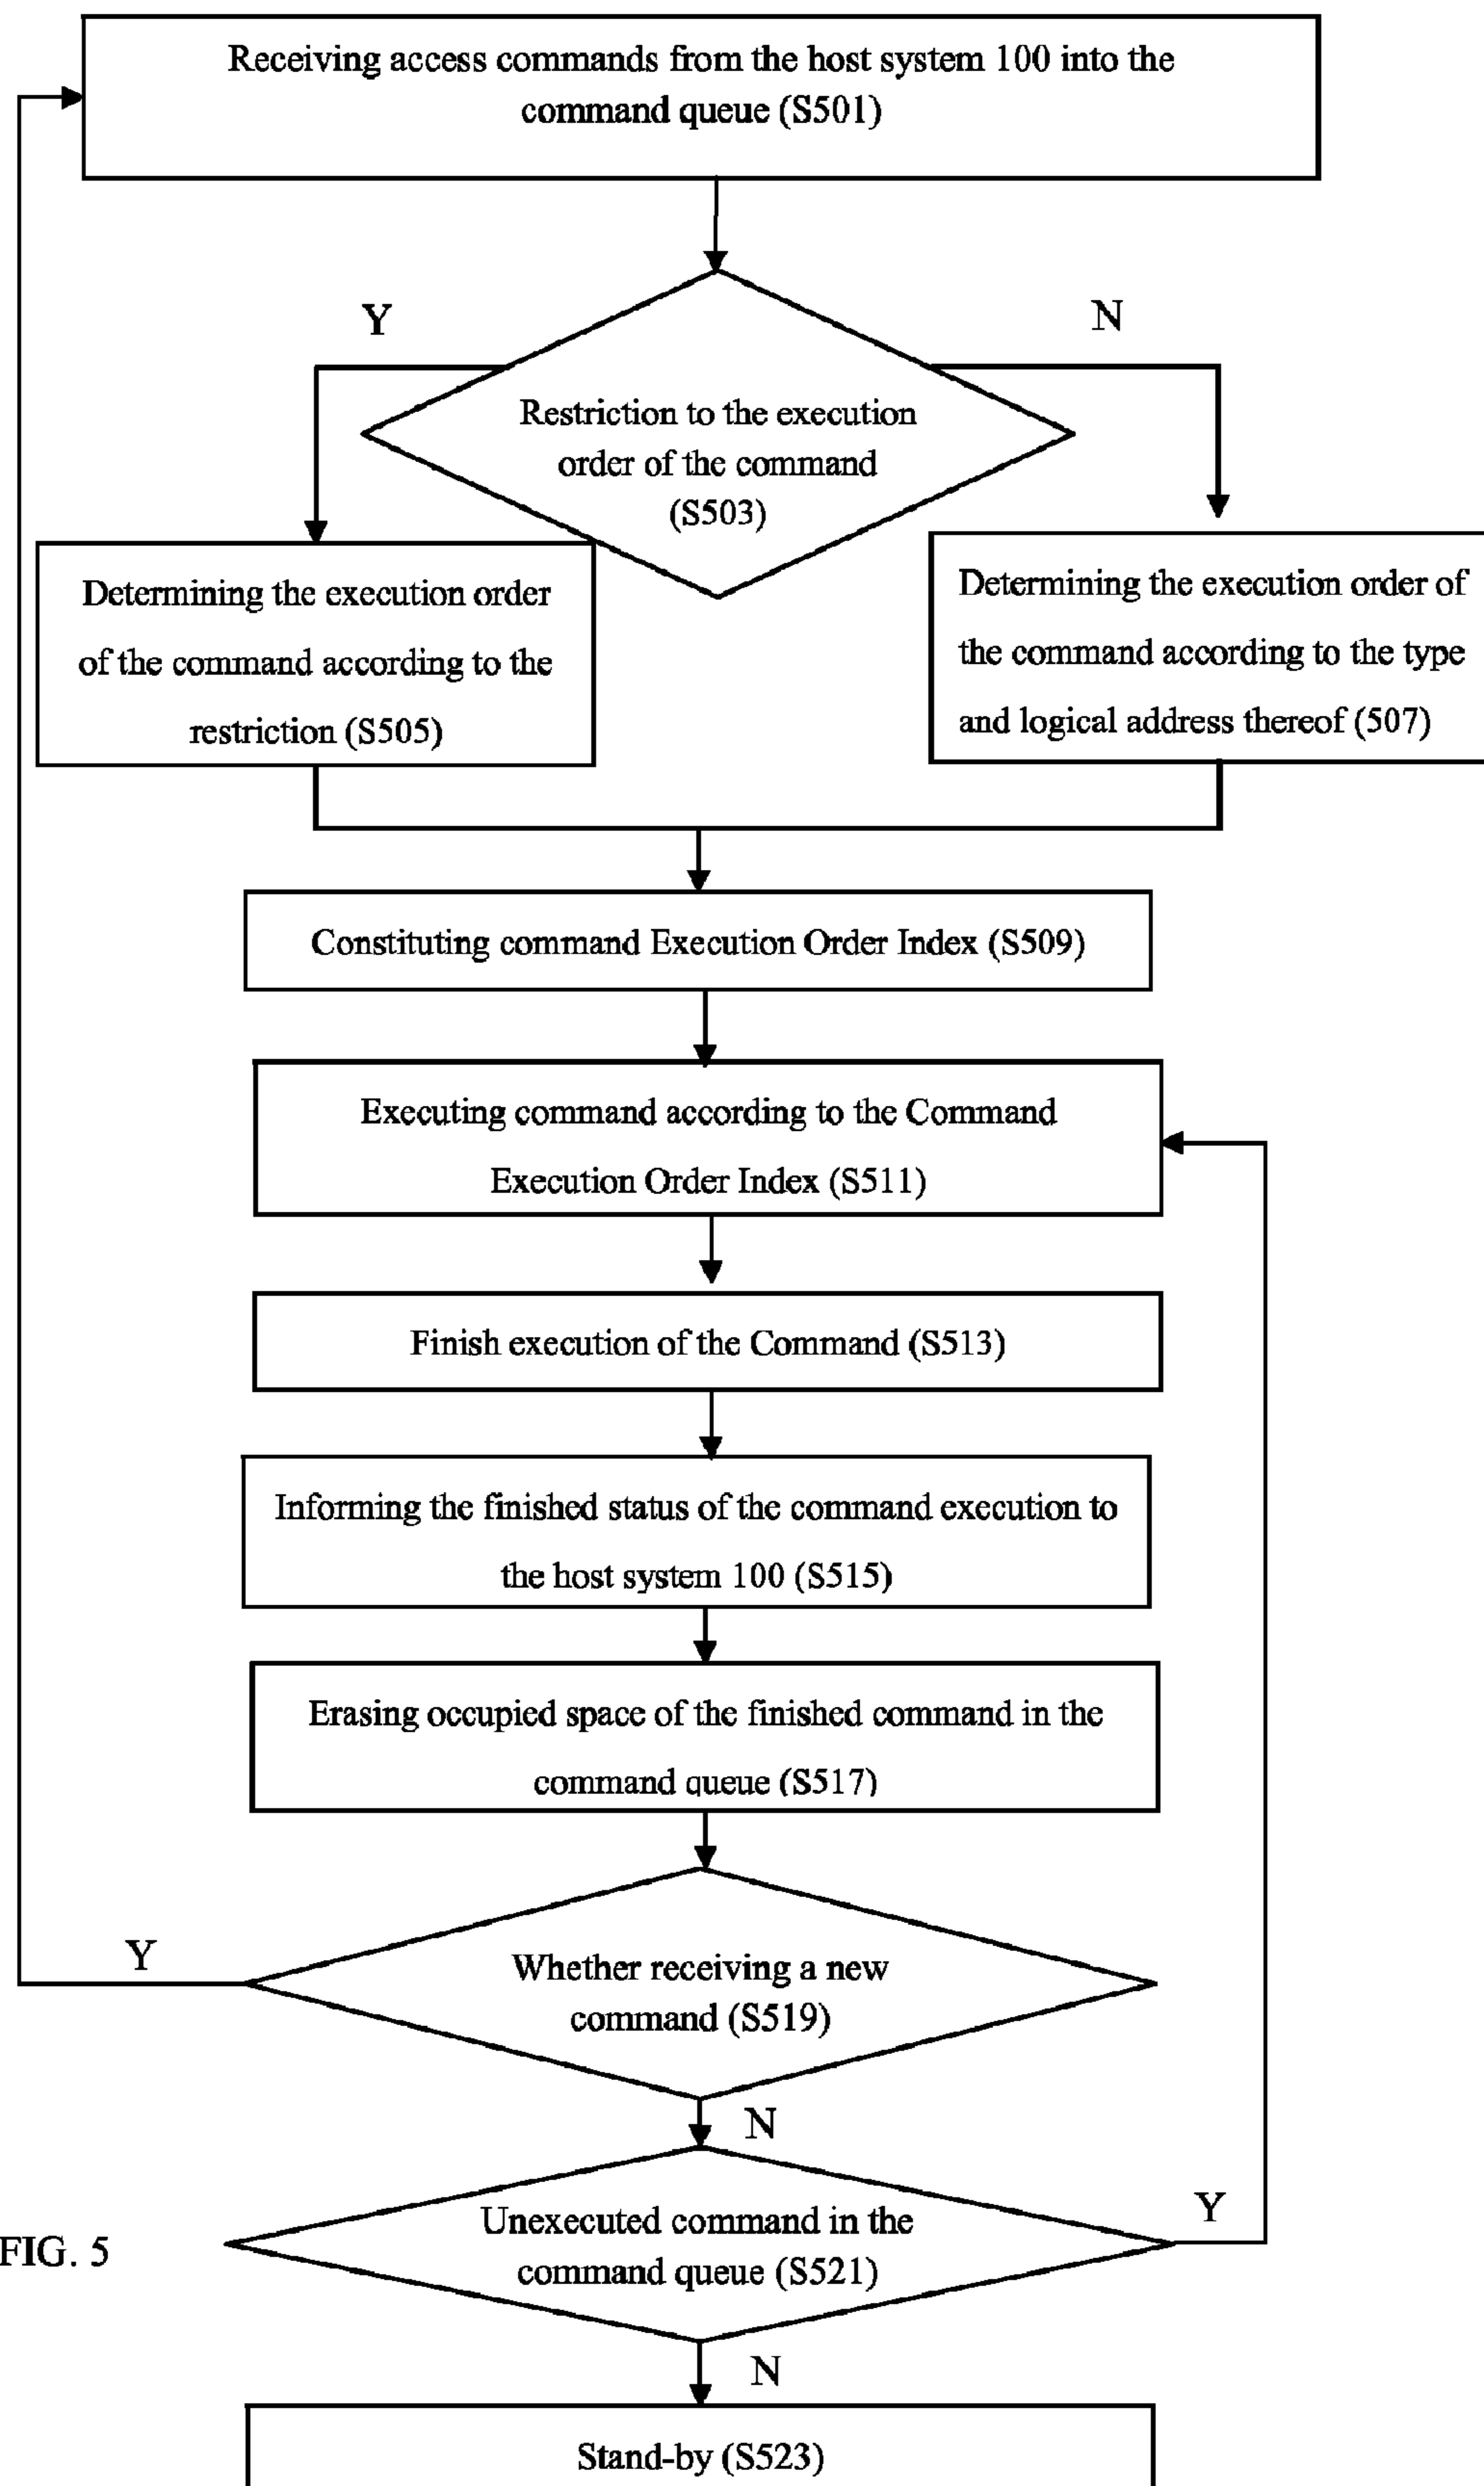 Receiving access commands from the host system 100 into the
command queue (S501)
Y
N
Restriction to the execution
order of the command
(S503)
Determining the execution order
of the command according to the
restriction (S505)
Determining the execution order of
the command according to the type
and logical address thereof (507)
Constituting command Execution Order Index (S509)
Executing command according to the Command
Execution Order Index (S511)
Finish execution of the Command (S513)
Informing the finished status of the command execution to
the host system 100 (S515)
Erasing occupied space of the finished command in the
command queue (S517)
Y
Whether receiving a new
command (S519)
N
Unexecuted command in the
command queue (S521)
Y
FIG. 5
N
Stand-by (S523)